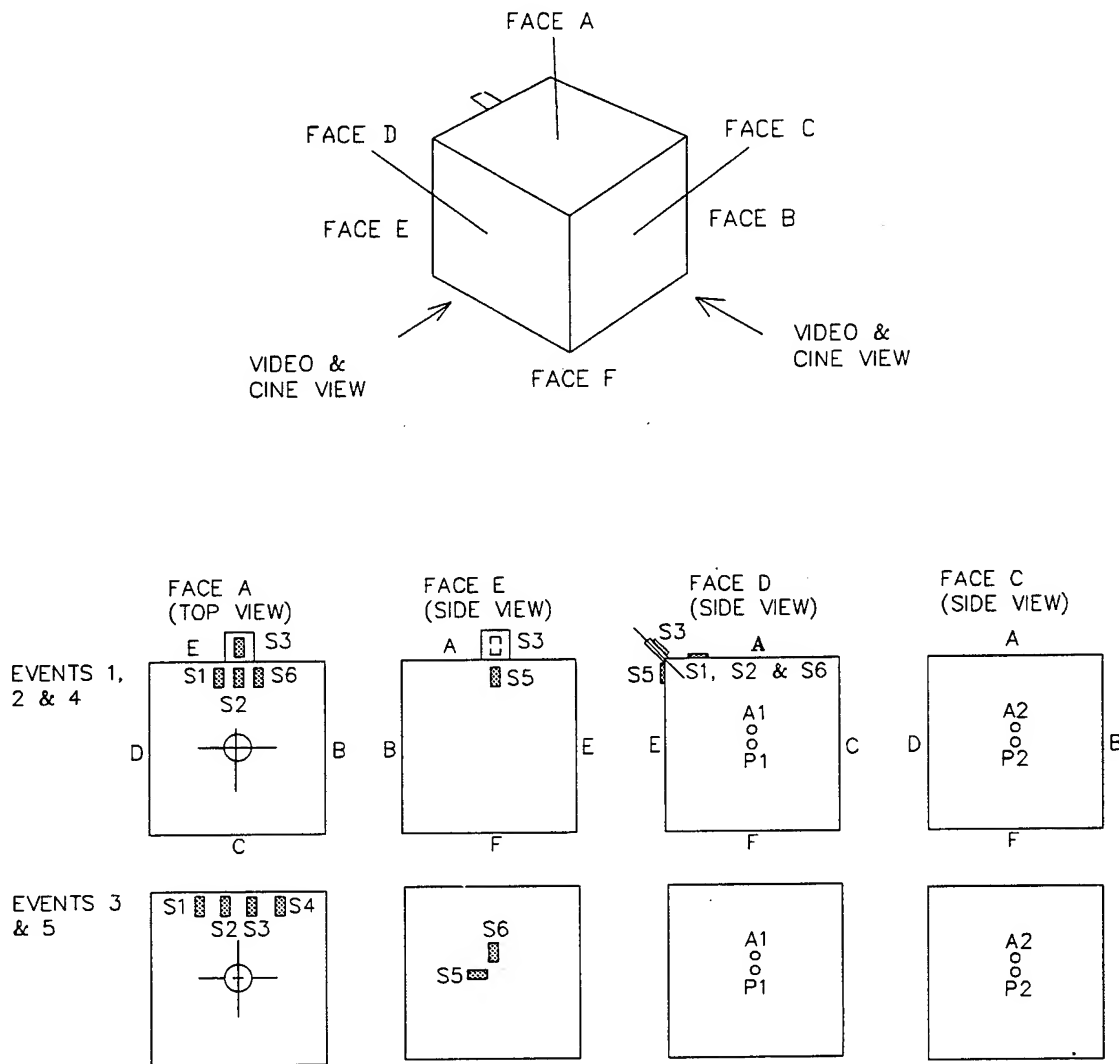 FACE A
FACE D
FACE C
FACE E
FACE B
VIDEO &
CINE VIEW
VIDEO &
CINE VIEW
FACE F
FACE A
(TOP VIEW)
FACE E
(SIDE VIEW)
FACE D
(SIDE VIEW)
FACE C
(SIDE VIEW)
EVENTS 1,
2 & 4
E
S3
S1
S6
S2
D
B
C
A
S3
S5
B
E
F
S3
A
S5
S1, S2 & S6
A1
P1
E
C
F
A
A2
P2
D
B
F
EVENTS 3
& 5
S1
S4
S2 S3
S6
S5
A1
P1
A2
P2